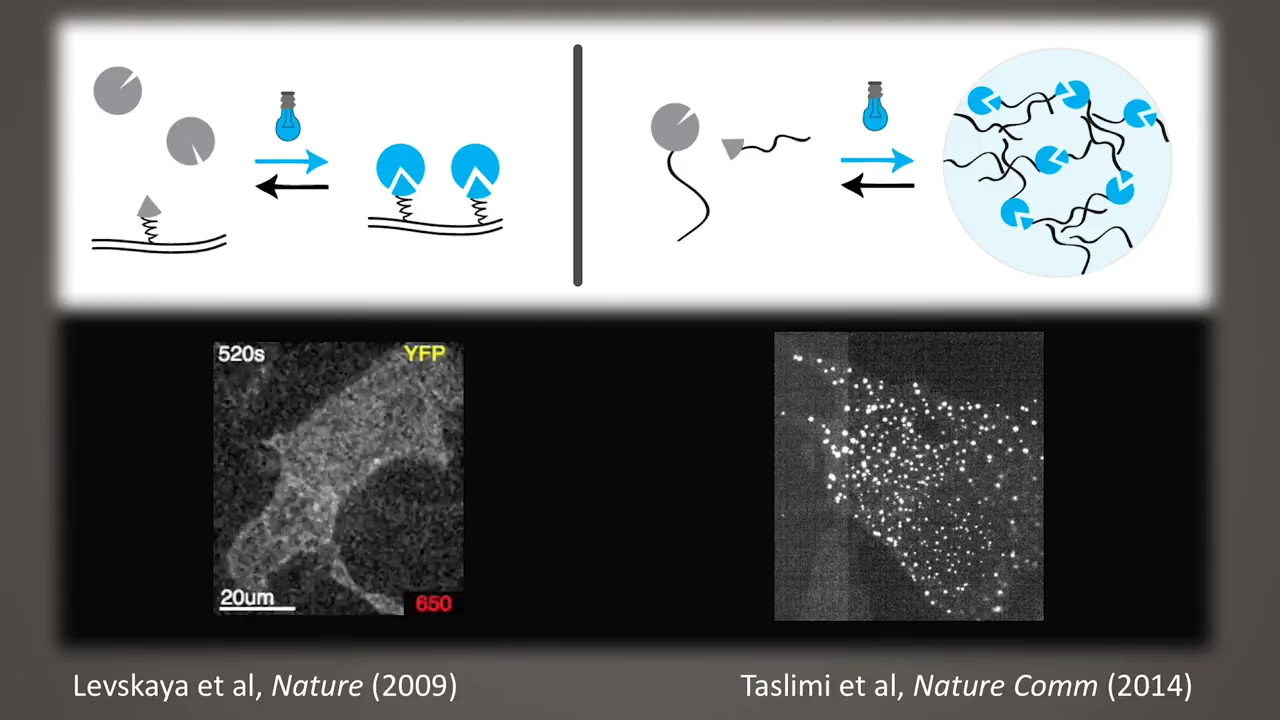 520s
YFP
20um
650
Levskaya et al, Nature (2009)
Taslimi et al, Nature Comm (2014)